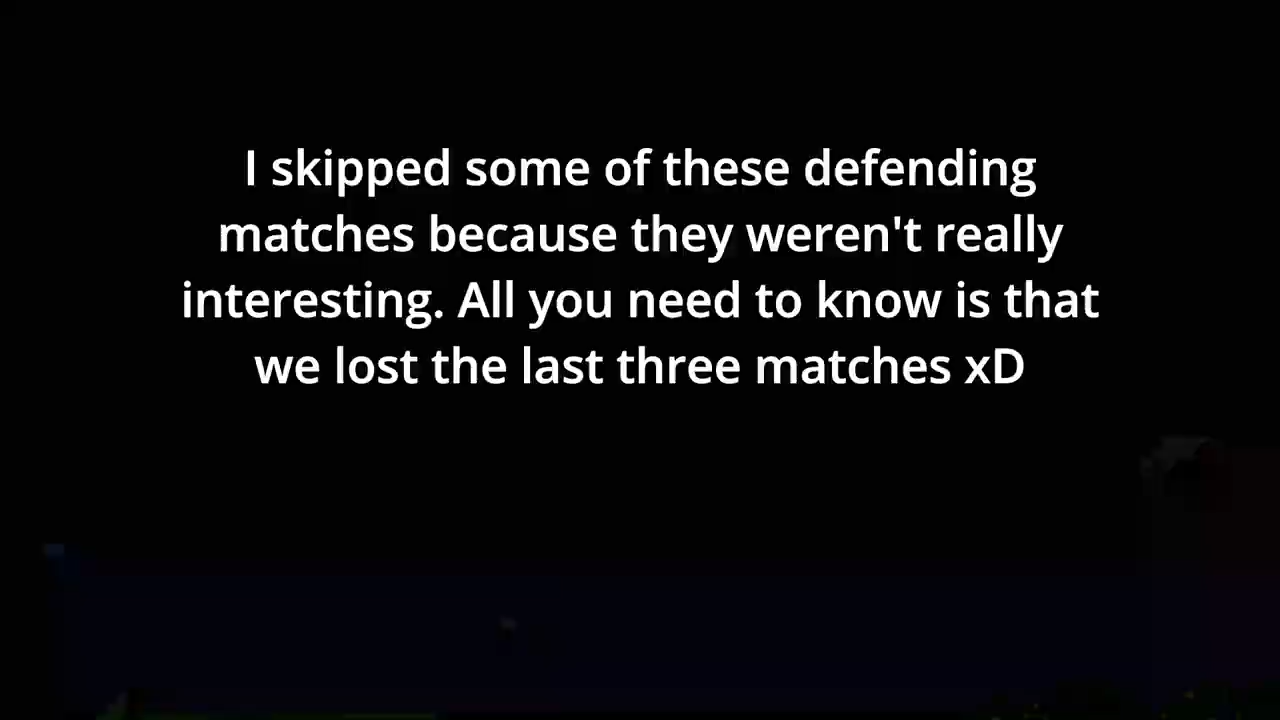 I skipped some of these defending
matches because they weren't really
interesting. All you need to know is that
we lost the last three matches xD